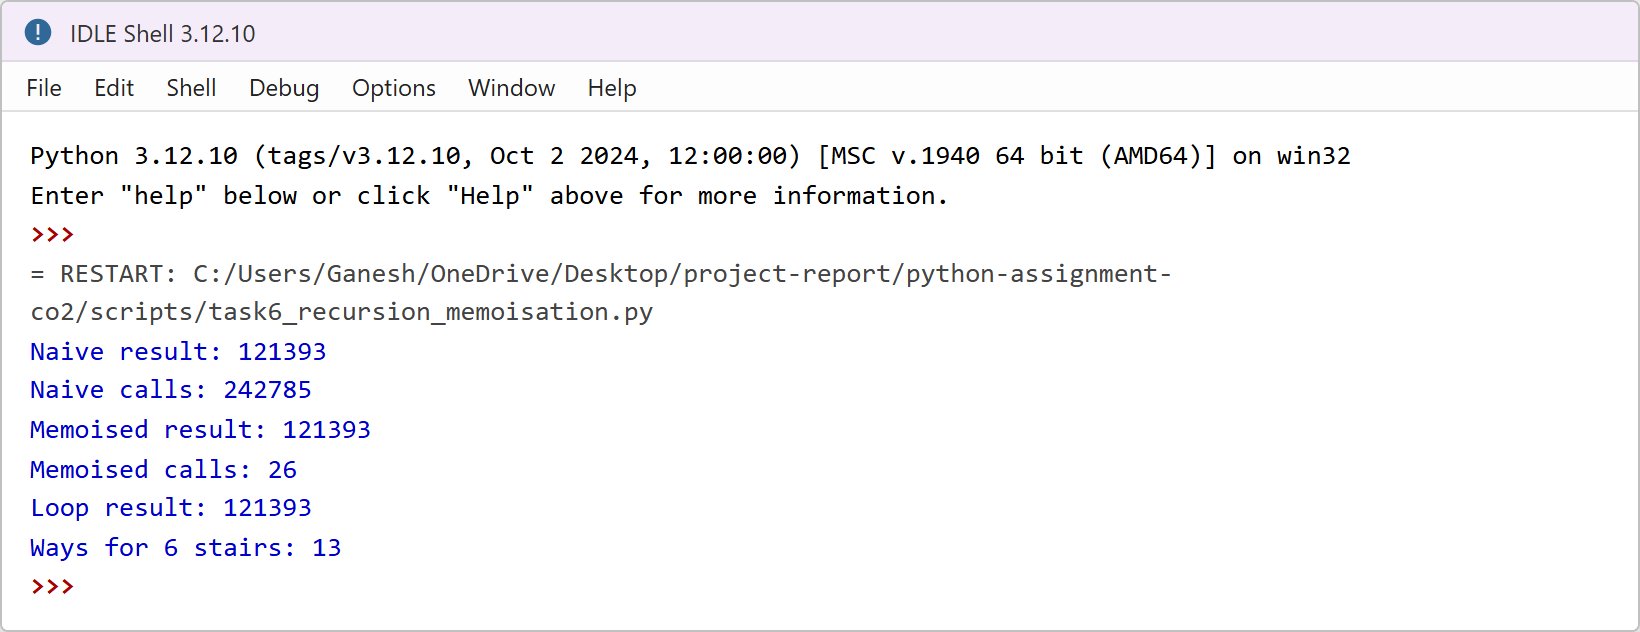 IDLE Shell 3.12.10
File Edit Shell Debug Options Window Help
Python 3.12.10 (tags/v3.12.10, Oct 2 2024, 12:00:00) [MSC v.1940 64 bit (AMD64)] on win32
Enter "help" below or click "Help" above for more information.
>>>
= RESTART: C:/Users/Ganesh/OneDrive/Desktop/project-report/python-assignment-
co2/scripts/task6_recursion_memoisation.py
Naive result: 121393
Naive calls: 242785
Memoised result: 121393
Memoised calls: 26
Loop result: 121393
Ways for 6 stairs: 13
>>>